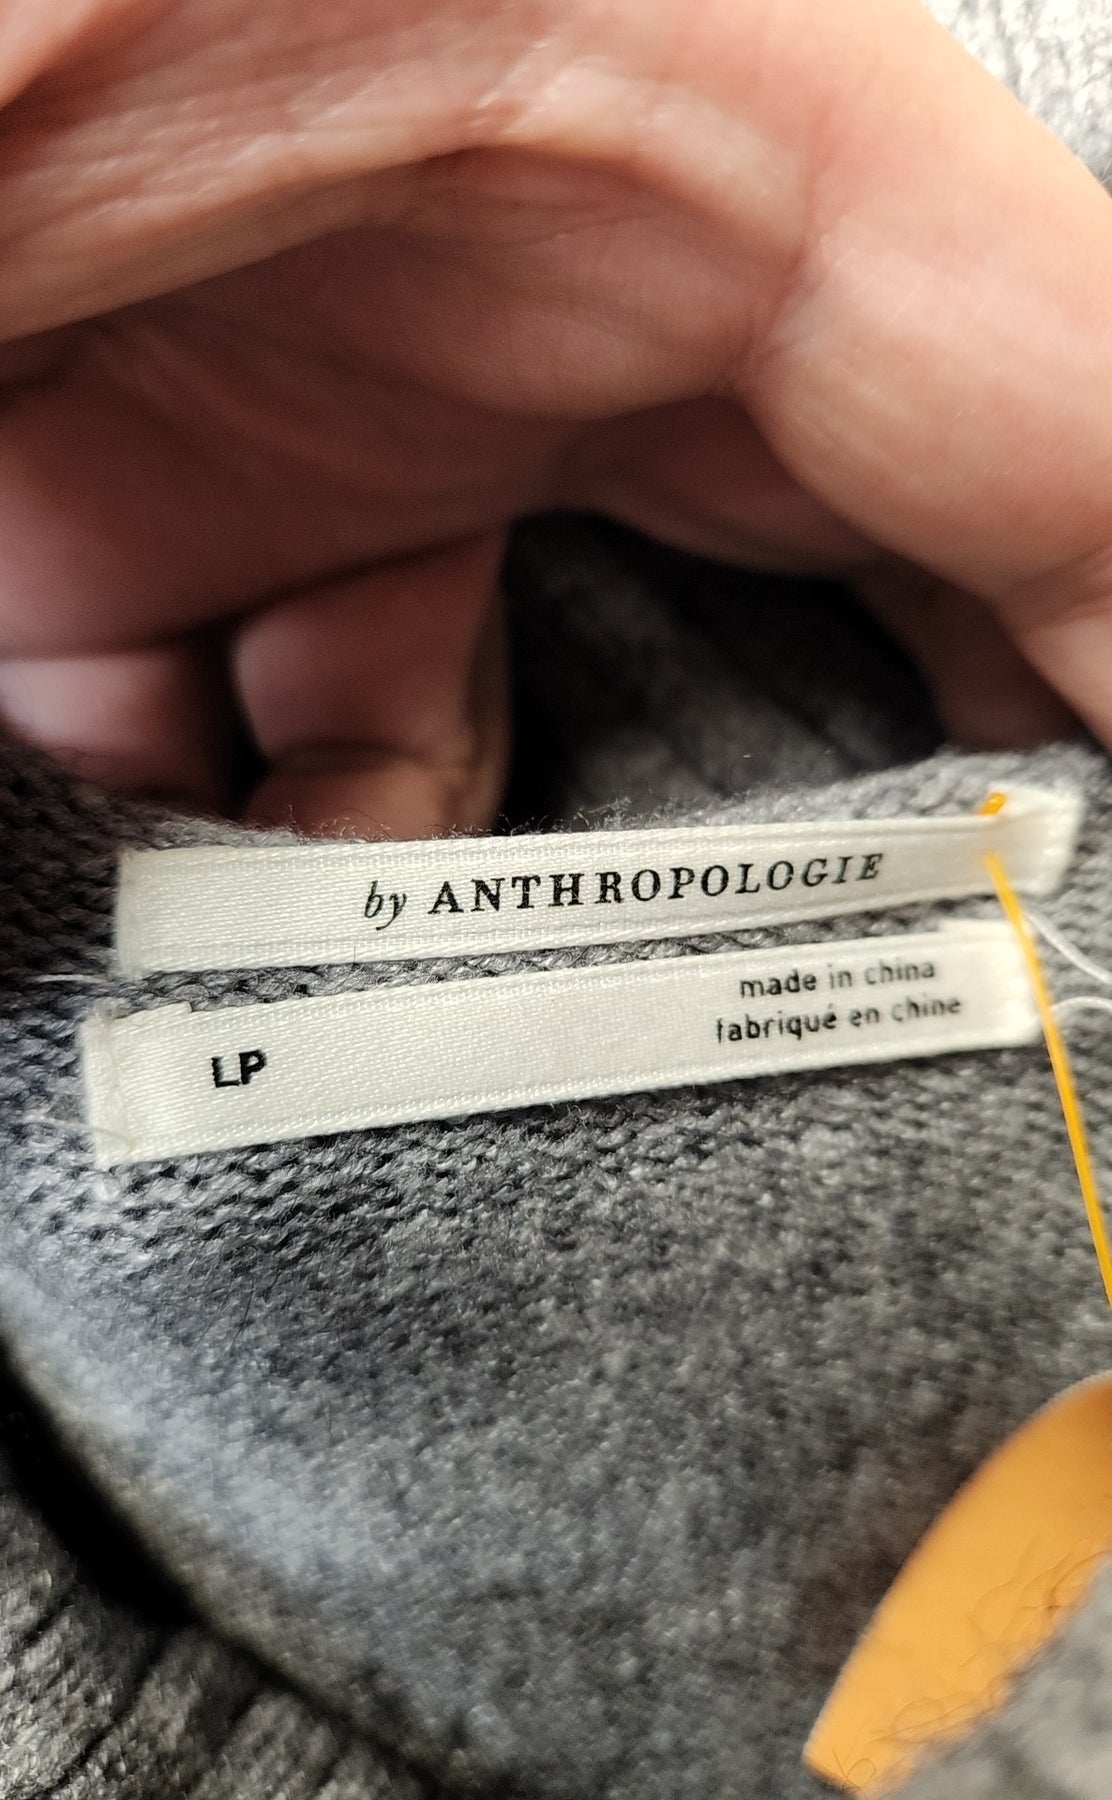 by ANTHROPOLOGIE
LP
made in china
fabriqué en chine